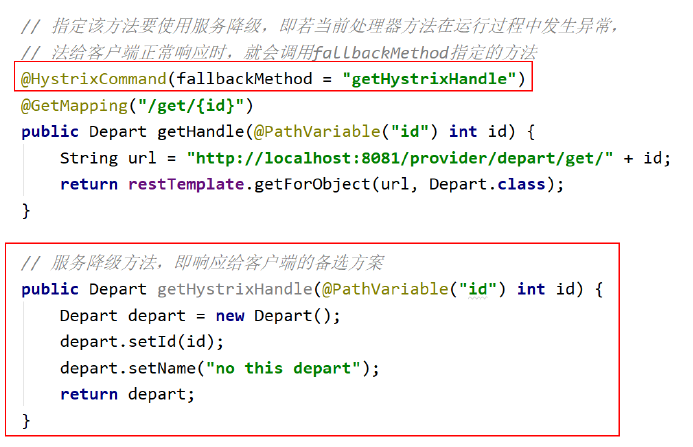 // 指定该方法要使用服务降级，即若当前处理器方法在运行过程中发生异常，
// 法给客户端正常响应时，就会调用fallbackMethod指定的方法
@HystrixCommand(fallbackMethod = "getHystrixHandle")
@GetMapping("/get/{id}")
public Depart getHandle(@PathVariable("id") int id) {
    String url = "http://localhost:8081/provider/depart/get/" + id;
    return restTemplate.getForObject(url, Depart.class);
}
// 服务降级方法，即响应给客户端的备选方案
public Depart getHystrixHandle(@PathVariable("id") int id) {
    Depart depart = new Depart();
    depart.setId(id);
    depart.setName("no this depart");
    return depart;
}